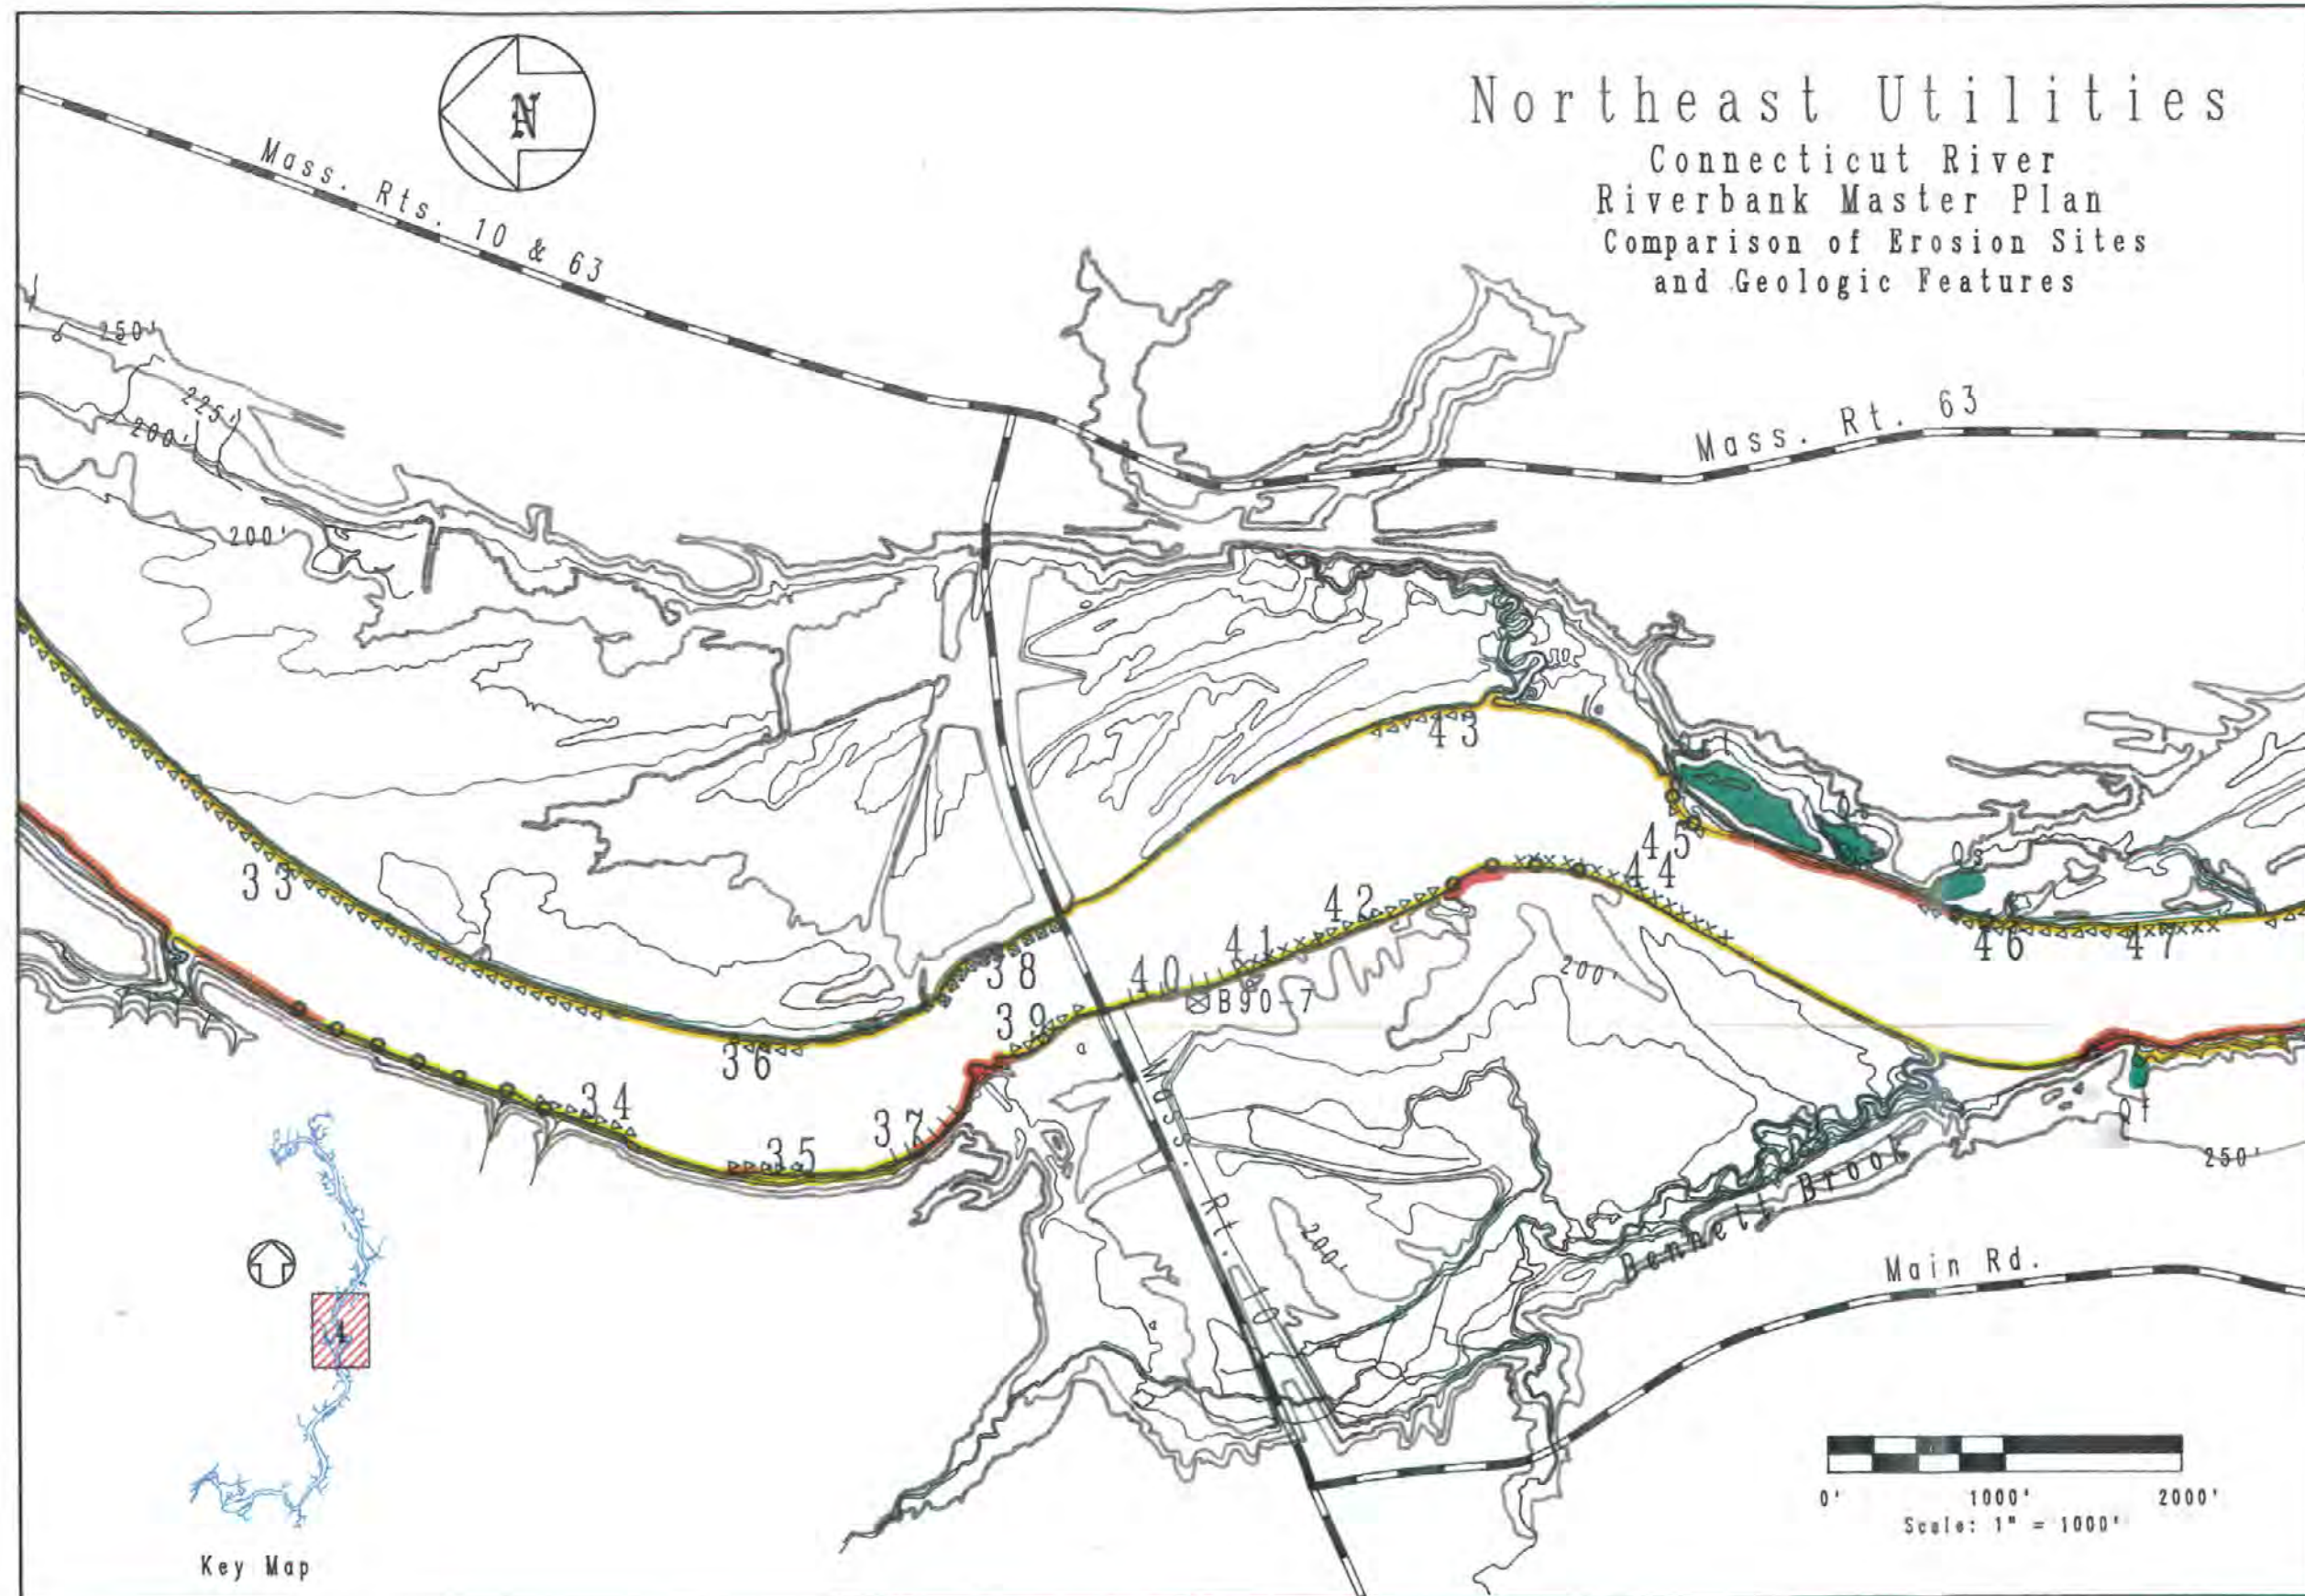 Northeast Utilities
Connecticut River
Riverbank Master Plan
Comparison of Erosion Sites
and Geologic Features
N
Mass. Rts. 10 & 63
Mass. Rt. 63
250'
225'
200'
200'
43
45
44
33
42
41
46
47
38
40
200'
B90-7
39
36
34
37
35
Qf
250'
Mass. Rt. 10
200'
Bennett Brook
Main Rd.
4
0' 1000' 2000'
Scale: 1" = 1000'
Key Map